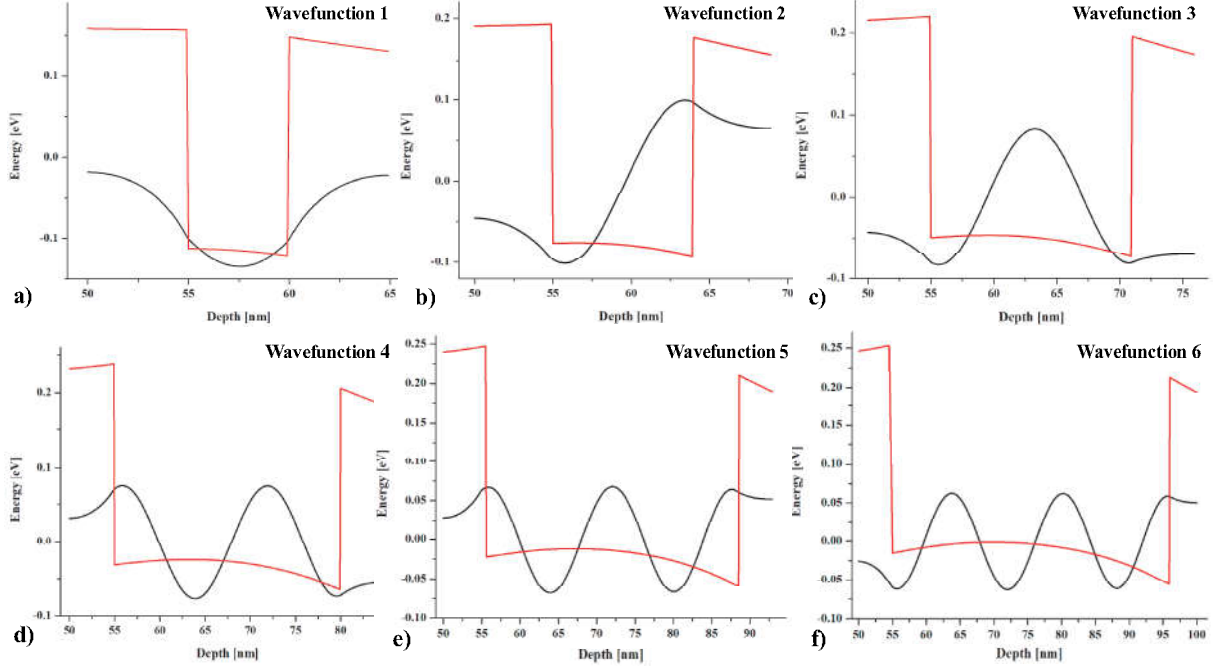 Wavefunction 1
0.1
0.0
-0.1
Energy [eV]
50 55 60 65
Depth [nm]
a)
Wavefunction 2
0.2
0.1
0.0
-0.1
Energy [eV]
50 55 60 65 70
Depth [nm]
b)
Wavefunction 3
0.2
0.1
0.0
-0.1
Energy [eV]
50 55 60 65 70 75
Depth [nm]
c)
Wavefunction 4
0.2
0.1
0.0
-0.1
Energy [eV]
50 55 60 65 70 75 80
Depth [nm]
d)
Wavefunction 5
0.25
0.20
0.15
0.10
0.05
0.00
-0.05
-0.10
Energy [eV]
50 55 60 65 70 75 80 85 90
Depth [nm]
e)
Wavefunction 6
0.25
0.20
0.15
0.10
0.05
0.00
-0.05
-0.10
Energy [eV]
50 55 60 65 70 75 80 85 90 95 100
Depth [nm]
f)